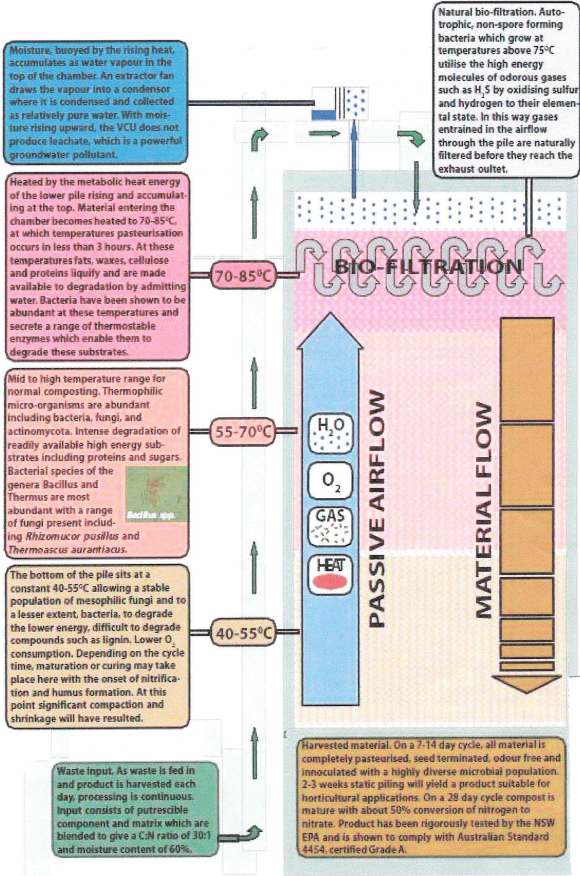 Moisture, buoyed by the rising heat,
accumulates as water vapour in the
top of the chamber. An extractor fan
draws the vapour into a condensor
where it is condensed and collected
as relatively pure water. With mois-
ture rising upward, the VCU does not
produce leachate, which is a powerful
groundwater pollutant.
Natural bio-filtration. Auto-
trophic, non-spore forming
bacteria which grow at
temperatures above 75ºC
utilise the high energy
molecules of odorous gases
such as H2S by oxidising sulfur
and hydrogen to their elemen-
tal state. In this way gases
entrained in the airflow
through the pile are naturally
filtered before they reach the
exhaust oultet.
Heated by the metabolic heat energy
of the lower pile rising and accumulat-
ing at the top. Material entering the
chamber becomes heated to 70-85ºC,
at which temperatures pasteurisation
occurs in less than 3 hours. At these
temperatures fats, waxes, cellulose
and proteins liquify and are made
available to degradation by admitting
water. Bacteria have been shown to be
abundant at these temperatures and
secrete a range of thermostable
enzymes which enable them to
degrade these substrates.
70-85ºC
BIO-FILTRATION
Mid to high temperature range for
normal composting. Thermophilic
micro-organisms are abundant
including bacteria, fungi, and
actinomycota. Intense degradation of
readily available high energy sub-
strates including proteins and sugars.
Bacterial species of the
genera Bacillus and
Thermus are most
abundant with a range
of fungi present includ-
ing Rhizomucor pusillus and
Thermoascus aurantiacus.
Bacillus spp.
55-70ºC
H2O
O2
GAS
HEAT
PASSIVE AIRFLOW
MATERIAL FLOW
The bottom of the pile sits at a
constant 40-55ºC allowing a stable
population of mesophilic fungi and to
a lesser extent, bacteria, to degrade
the lower energy, difficult to degrade
compounds such as lignin. Lower O2
consumption. Depending on the cycle
time, maturation or curing may take
place here with the onset of nitrifica-
tion and humus formation. At this
point significant compaction and
shrinkage will have resulted.
40-55ºC
Waste input. As waste is fed in
and product is harvested each
day, processing is continuous.
Input consists of putrescible
component and matrix which are
blended to give a C:N ratio of 30:1
and moisture content of 60%.
Harvested material. On a 7-14 day cycle, all material is
completely pasteurised, seed terminated, odour free and
innoculated with a highly diverse microbial population.
2-3 weeks static piling will yield a product suitable for
horticultural applications. On a 28 day cycle compost is
mature with about 50% conversion of nitrogen to
nitrate. Product has been rigorously tested by the NSW
EPA and is shown to comply with Australian Standard
4454, certified Grade A.